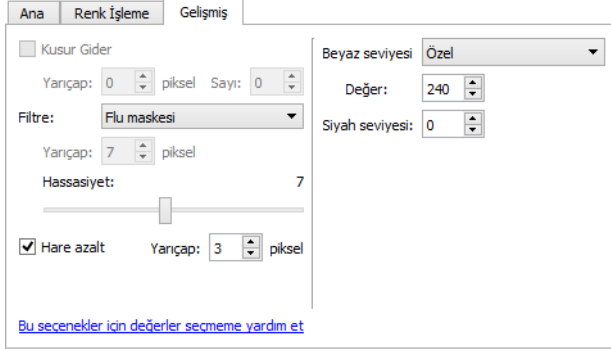 Ana Renk İşleme Gelişmiş
Kusur Gider
Yarıçap: 0 piksel Sayı: 0
Filtre: Flu maskesi
Yarıçap: 7 piksel
Hassasiyet: 7
Hare azalt Yarıçap: 3 piksel
Bu seçenekler için değerler seçmeme yardım et
Beyaz seviyesi Özel
Değer: 240
Siyah seviyesi: 0